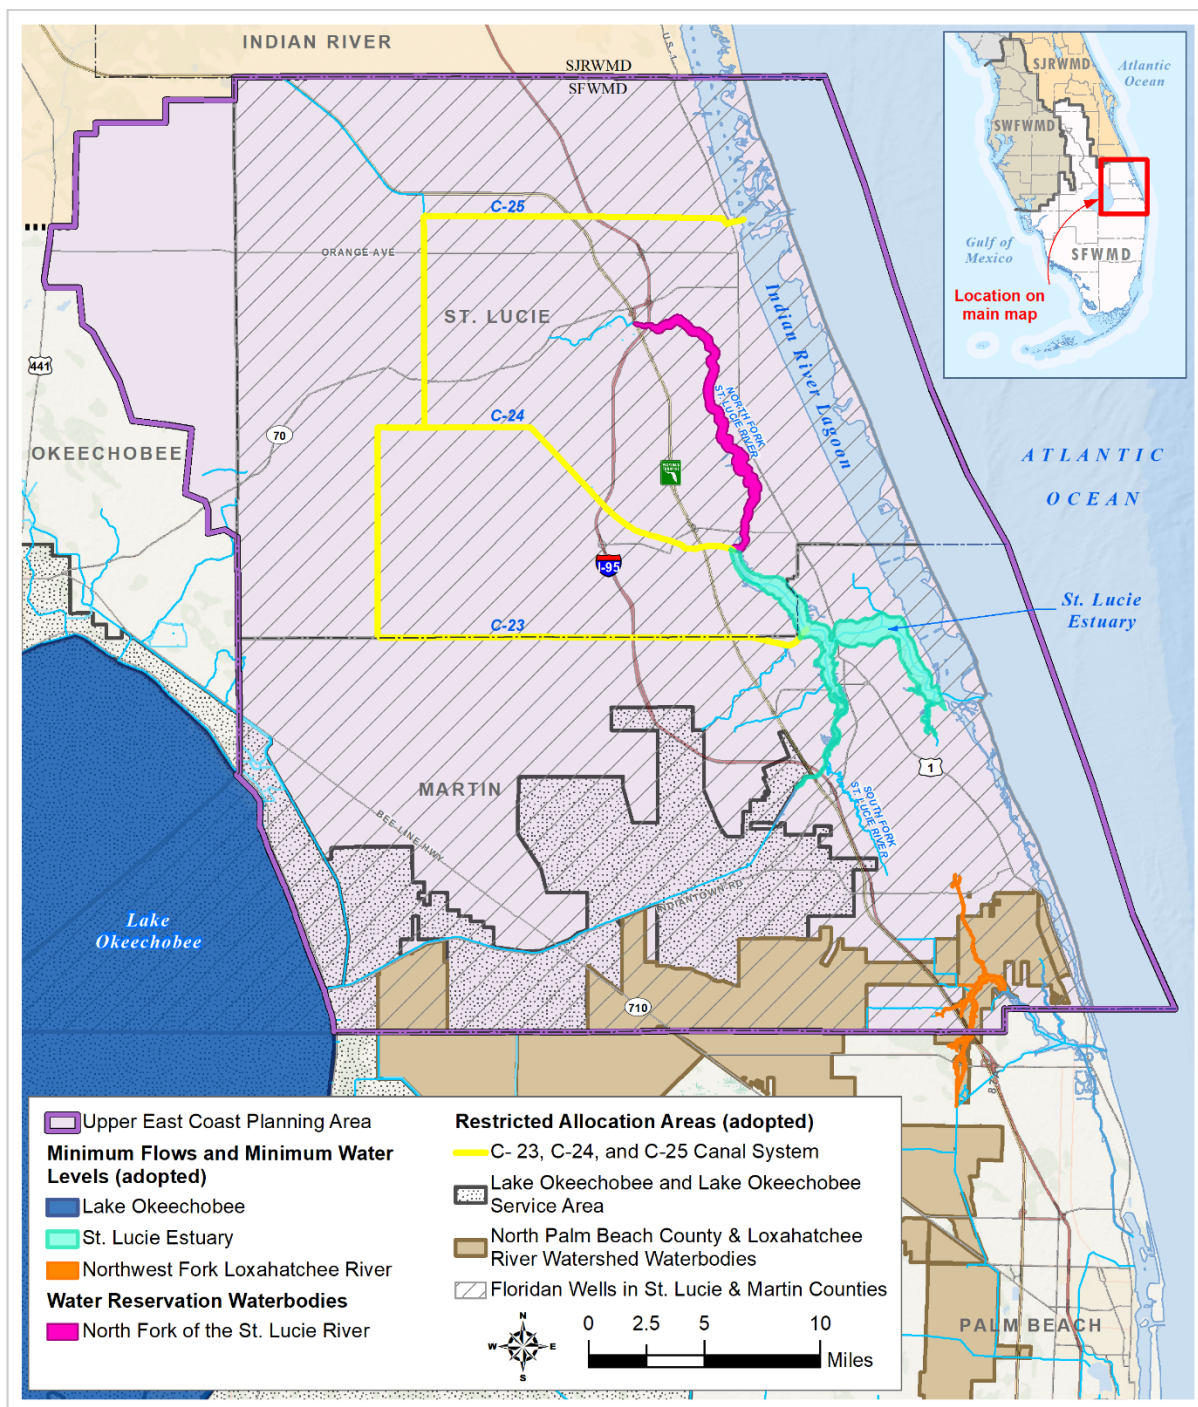 INDIAN RIVER
SJRWMD
SFWMD
US-1
C-25
ORANGE AVE
ST. LUCIE
Indian River Lagoon
441
NORTH FORK
ST. LUCIE RIVER
C-24
70
OKEECHOBEE
ATLANTIC
OCEAN
I-95
St. Lucie
Estuary
C-23
MARTIN
1
BEE LINE HWY
SOUTH FORK
ST. LUCIE RIVER
INDIANTOWN RD
Lake
Okeechobee
710
PALM BEACH
SJRWMD
Atlantic
Ocean
SWFWMD
Gulf of
Mexico
SFWMD
Location on
main map
Upper East Coast Planning Area
Minimum Flows and Minimum Water
Levels (adopted)
Lake Okeechobee
St. Lucie Estuary
Northwest Fork Loxahatchee River
Water Reservation Waterbodies
North Fork of the St. Lucie River
Restricted Allocation Areas (adopted)
C- 23, C-24, and C-25 Canal System
Lake Okeechobee and Lake Okeechobee
Service Area
North Palm Beach County & Loxahatchee
River Watershed Waterbodies
Floridan Wells in St. Lucie & Martin Counties
N
W E
S
0 2.5 5 10
Miles